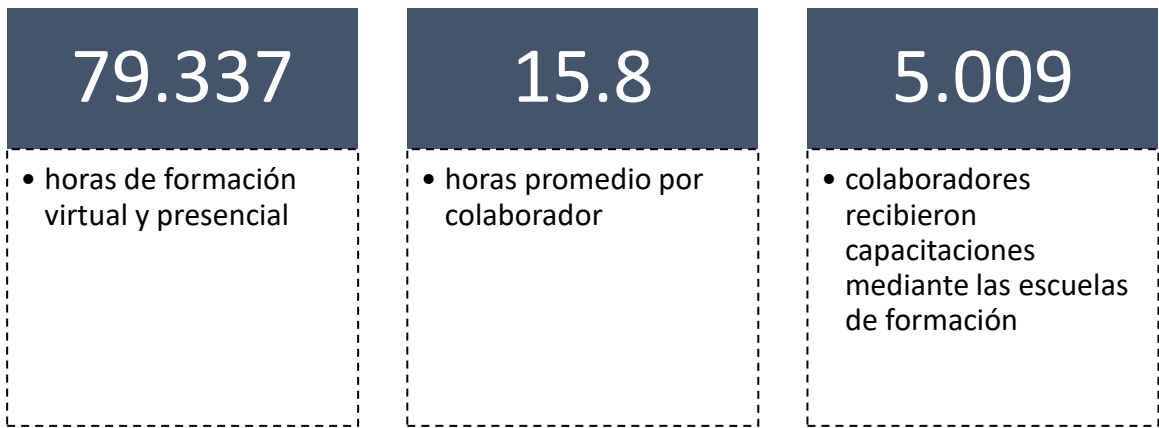 79.337
• horas de formación
virtual y presencial
15.8
• horas promedio por
colaborador
5.009
• colaboradores
recibieron
capacitaciones
mediante las escuelas
de formación